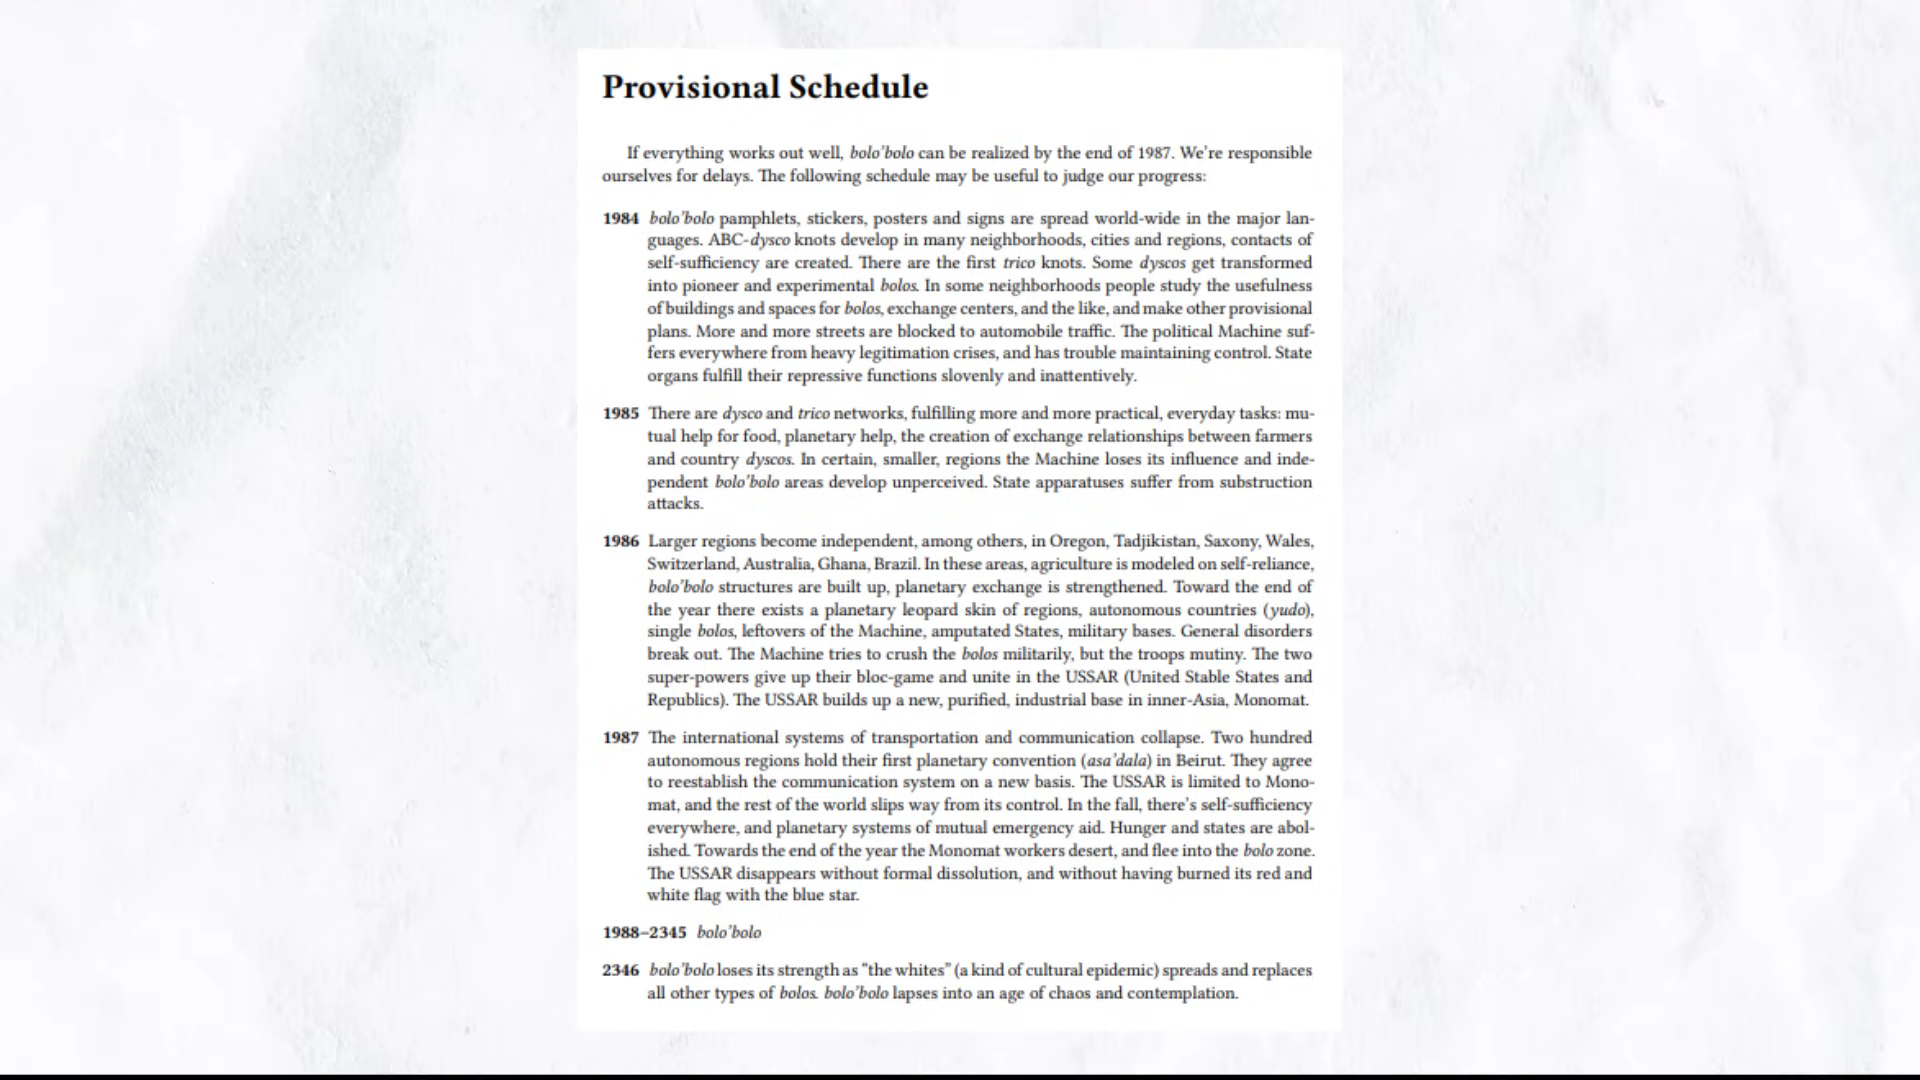 Provisional Schedule
If everything works out well, bolo'bolo can be realized by the end of 1987. We're responsible
ourselves for delays. The following schedule may be useful to judge our progress:
1984 bolo'bolo pamphlets, stickers, posters and signs are spread world-wide in the major lan-
guages. ABC-dysco knots develop in many neighborhoods, cities and regions, contacts of
self-sufficiency are created. There are the first trico knots. Some dyscos get transformed
into pioneer and experimental bolos. In some neighborhoods people study the usefulness
of buildings and spaces for bolos, exchange centers, and the like, and make other provisional
plans. More and more streets are blocked to automobile traffic. The political Machine suf-
fers everywhere from heavy legitimation crises, and has trouble maintaining control. State
organs fulfill their repressive functions slovenly and inattentively.
1985 There are dysco and trico networks, fulfilling more and more practical, everyday tasks: mu-
tual help for food, planetary help, the creation of exchange relationships between farmers
and country dyscos. In certain, smaller, regions the Machine loses its influence and inde-
pendent bolo'bolo areas develop unperceived. State apparatuses suffer from substruction
attacks.
1986 Larger regions become independent, among others, in Oregon, Tadjikistan, Saxony, Wales,
Switzerland, Australia, Ghana, Brazil. In these areas, agriculture is modeled on self-reliance,
bolo'bolo structures are built up, planetary exchange is strengthened. Toward the end of
the year there exists a planetary leopard skin of regions, autonomous countries (yudo),
single bolos, leftovers of the Machine, amputated States, military bases. General disorders
break out. The Machine tries to crush the bolos militarily, but the troops mutiny. The two
super-powers give up their bloc-game and unite in the USSAR (United Stable States and
Republics). The USSAR builds up a new, purified, industrial base in inner-Asia, Monomat.
1987 The international systems of transportation and communication collapse. Two hundred
autonomous regions hold their first planetary convention (asa'dala) in Beirut. They agree
to reestablish the communication system on a new basis. The USSAR is limited to Mono-
mat, and the rest of the world slips way from its control. In the fall, there's self-sufficiency
everywhere, and planetary systems of mutual emergency aid. Hunger and states are abol-
ished. Towards the end of the year the Monomat workers desert, and flee into the bolo zone.
The USSAR disappears without formal dissolution, and without having burned its red and
white flag with the blue star.
1988–2345 bolo'bolo
2346 bolo'bolo loses its strength as "the whites" (a kind of cultural epidemic) spreads and replaces
all other types of bolos. bolo'bolo lapses into an age of chaos and contemplation.